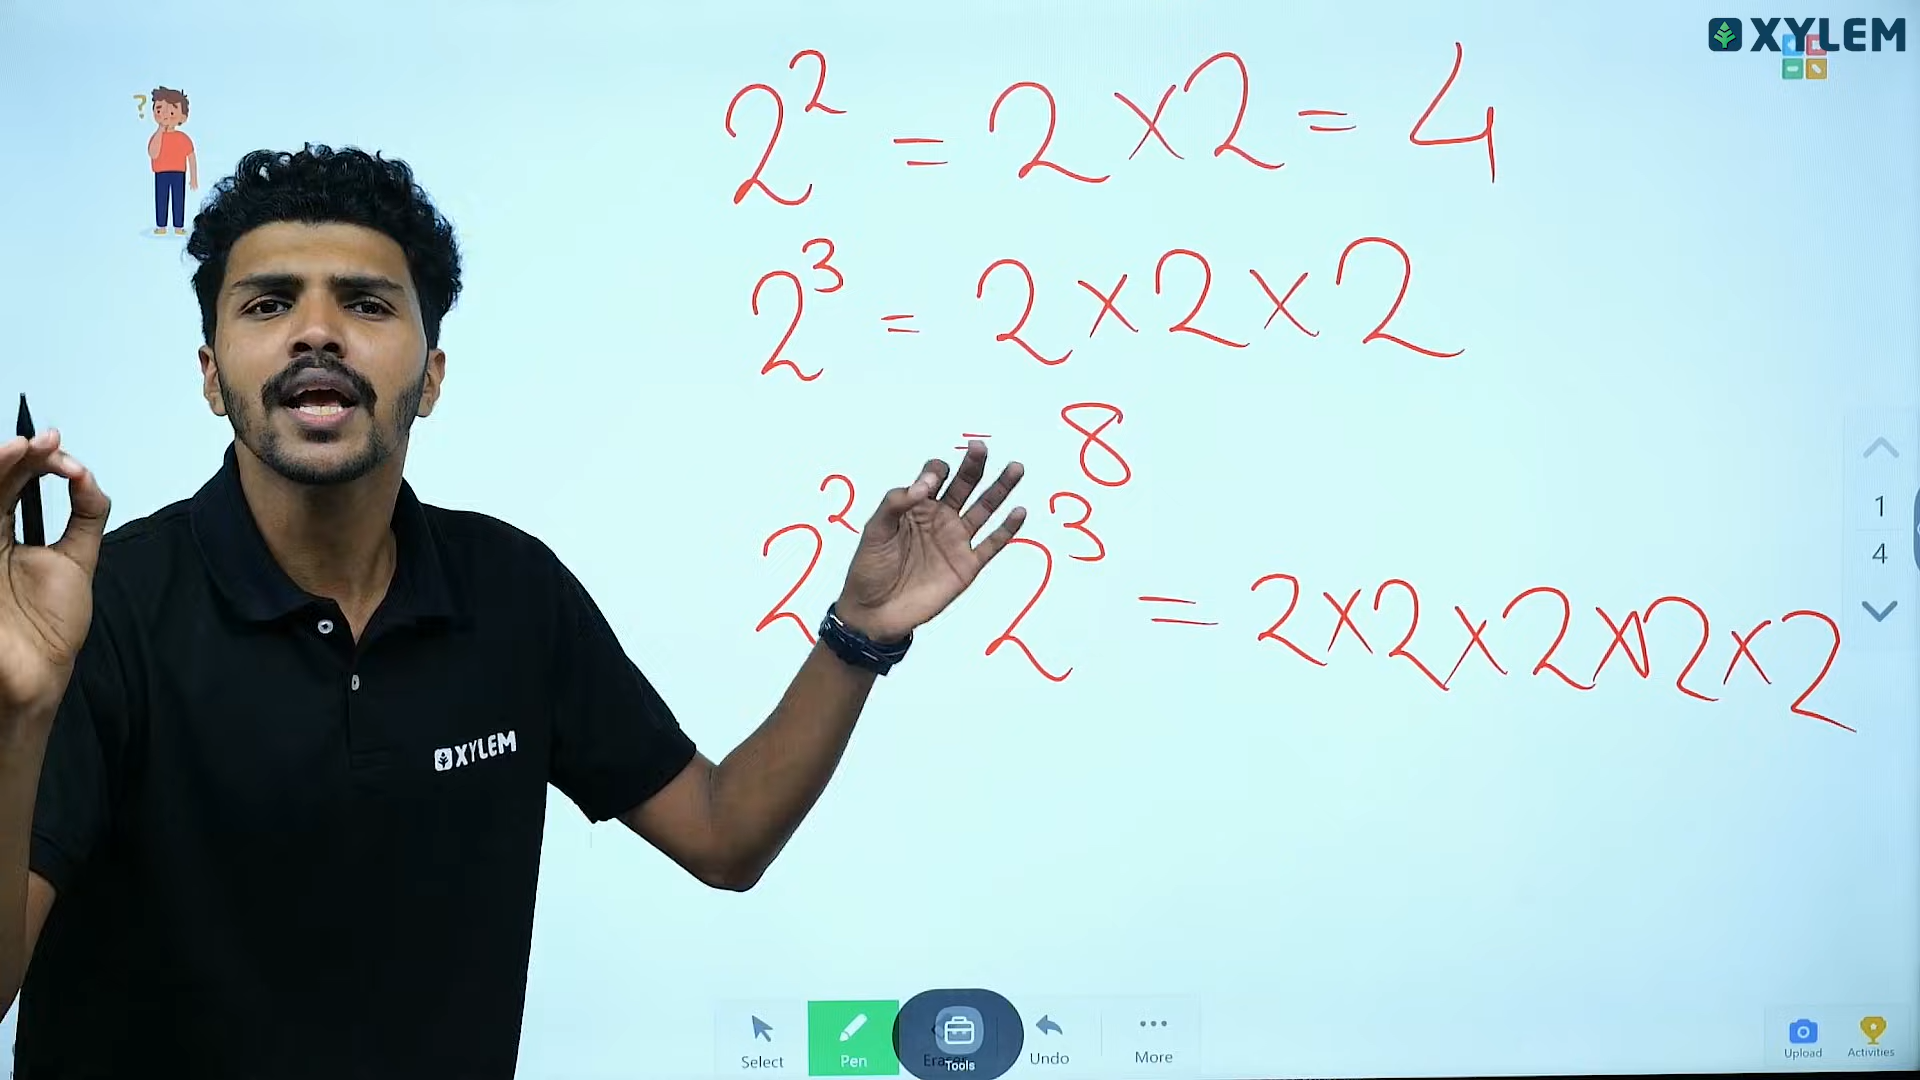 XYLEM
?
2² = 2 × 2 = 4
2³ = 2 × 2 × 2
= 8
2² 2³ = 2 × 2 × 2 × 2 × 2
1
4
XYLEM
Select
Pen
Tools
Undo
More
Upload
Activities